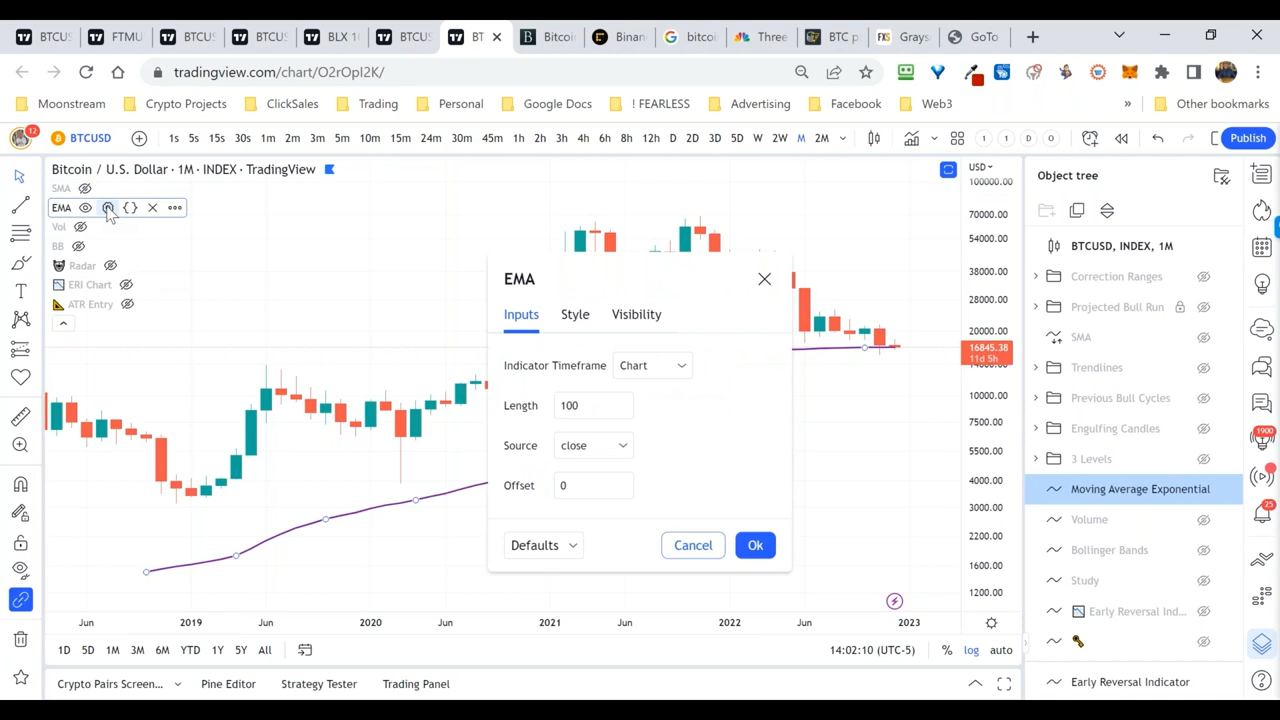 BTCUS
FTMU
BTCUS
BTCUS
BLX 10
BTCUS
BT
Bitcoi
Binan
bitcoi
Three
BTC p
Grays
GoTo
tradingview.com/chart/O2rOpI2K/
Moonstream
Crypto Projects
ClickSales
Trading
Personal
Google Docs
! FEARLESS
Advertising
Facebook
Web3
»
Other bookmarks
12
BTCUSD
1s 5s 15s 30s 1m 2m 3m 5m 10m 15m 24m 30m 45m 1h 2h 3h 4h 6h 8h 12h D 2D 3D 5D W 2W M 2M
1 1 D O
Publish
Bitcoin / U.S. Dollar · 1M · INDEX · TradingView
SMA
EMA
Vol
BB
Radar
ERI Chart
ATR Entry
USD
100000.00
70000.00
54000.00
38000.00
28000.00
20000.00
16845.38
11d 5h
14000.00
10000.00
7500.00
5500.00
4000.00
3000.00
2200.00
1600.00
1200.00
EMA
Inputs
Style
Visibility
Indicator Timeframe
Chart
Length
100
Source
close
Offset
0
Defaults
Cancel
Ok
Jun
2019
Jun
2020
Jun
2021
Jun
2022
Jun
2023
1D 5D 1M 3M 6M YTD 1Y 5Y All
14:02:10 (UTC-5)
%
log
auto
Crypto Pairs Screen...
Pine Editor
Strategy Tester
Trading Panel
Object tree
BTCUSD, INDEX, 1M
Correction Ranges
Projected Bull Run
SMA
Trendlines
Previous Bull Cycles
Engulfing Candles
3 Levels
Moving Average Exponential
Volume
Bollinger Bands
Study
Early Reversal Ind...
Early Reversal Indicator
1900
25